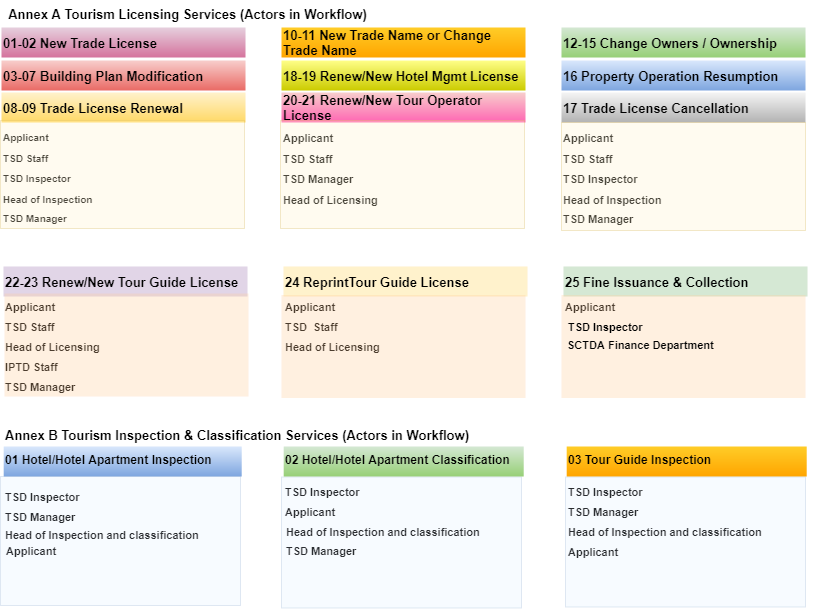 Annex A Tourism Licensing Services (Actors in Workflow)
01-02 New Trade License
03-07 Building Plan Modification
08-09 Trade License Renewal
Applicant
TSD Staff
TSD Inspector
Head of Inspection
TSD Manager
10-11 New Trade Name or Change
Trade Name
18-19 Renew/New Hotel Mgmt License
20-21 Renew/New Tour Operator
License
Applicant
TSD Staff
TSD Manager
Head of Licensing
12-15 Change Owners / Ownership
16 Property Operation Resumption
17 Trade License Cancellation
Applicant
TSD Staff
TSD Inspector
Head of Inspection
TSD Manager
22-23 Renew/New Tour Guide License
Applicant
TSD Staff
Head of Licensing
IPTD Staff
TSD Manager
24 ReprintTour Guide License
Applicant
TSD  Staff
Head of Licensing
25 Fine Issuance & Collection
Applicant
TSD Inspector
SCTDA Finance Department
Annex B Tourism Inspection & Classification Services (Actors in Workflow)
01 Hotel/Hotel Apartment Inspection
TSD Inspector
TSD Manager
Head of Inspection and classification
Applicant
02 Hotel/Hotel Apartment Classification
TSD Inspector
Applicant
Head of Inspection and classification
TSD Manager
03 Tour Guide Inspection
TSD Inspector
TSD Manager
Head of Inspection and classification
Applicant